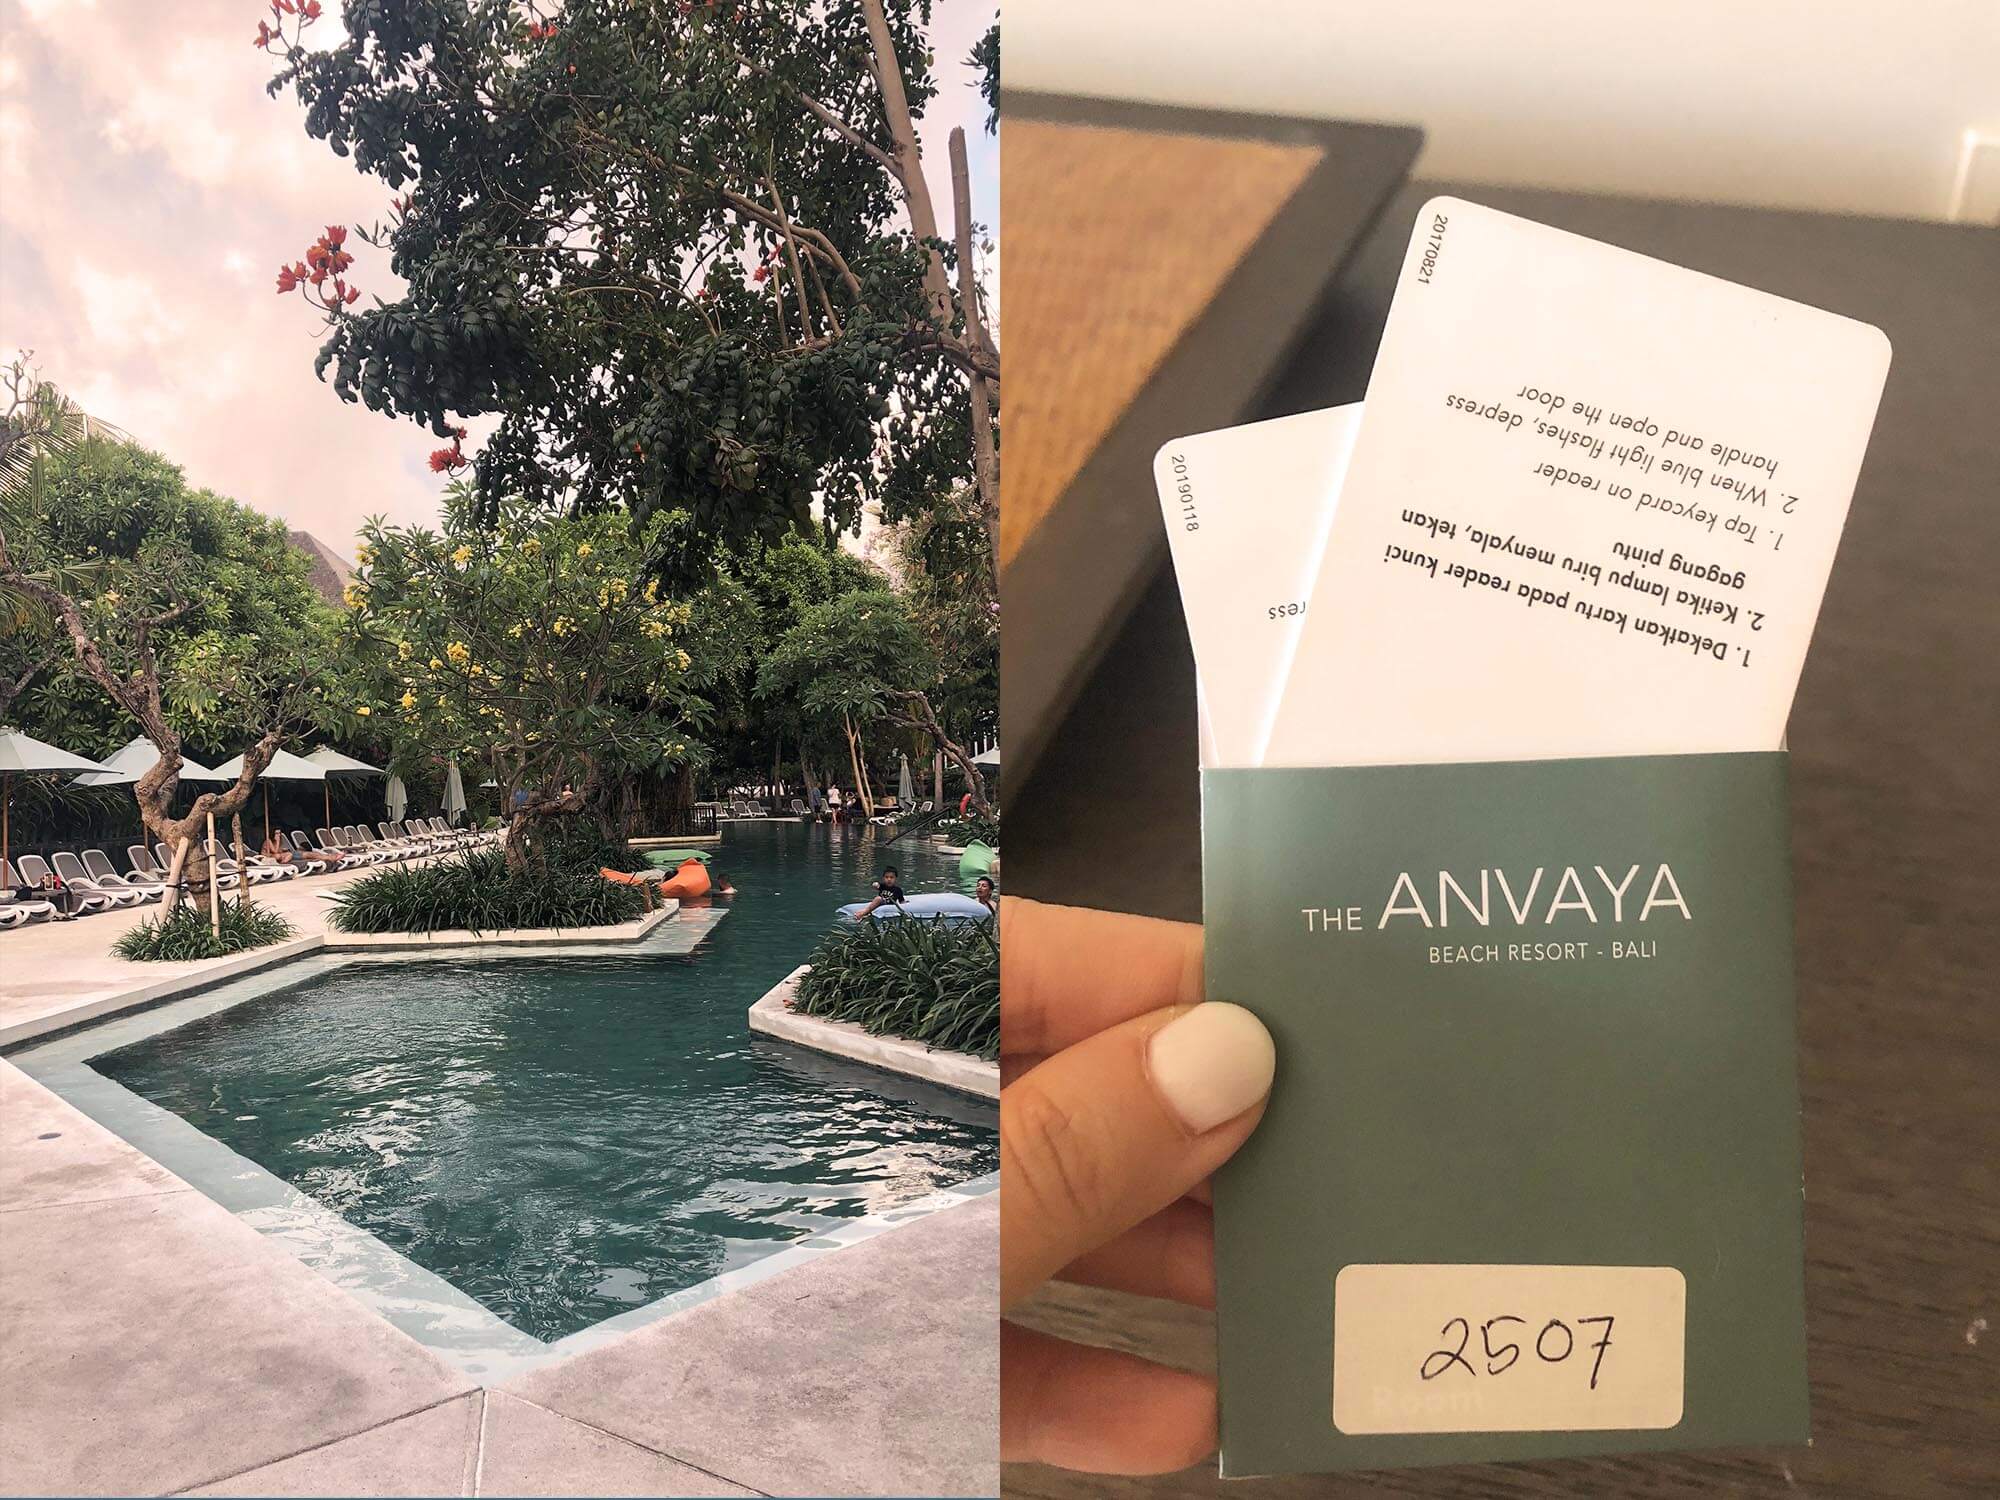 20170821
1. Dekatkan kartu pada reader kunci
2. Ketika lampu biru menyala, tekan
gagang pintu
1. Tap keycard on reader
2. When blue light flashes, depress
handle and open the door
20190118
ress
THE ANVAYA
BEACH RESORT - BALI
2507
Room